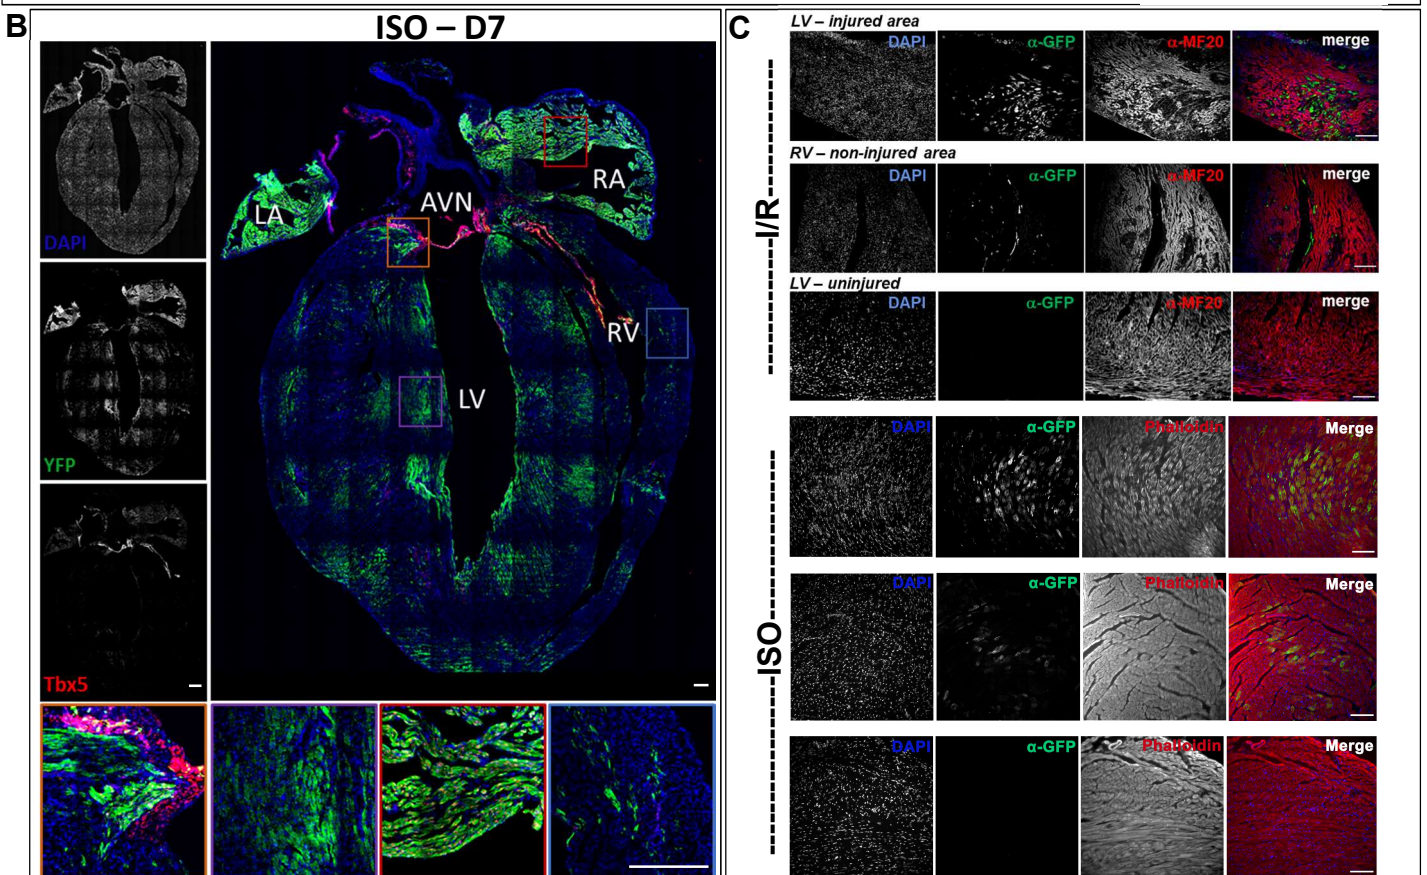 B
ISO – D7
DAPI
YFP
Tbx5
LA
AVN
RA
RV
LV
C
I/R
LV – injured area
DAPI
α-GFP
α-MF20
merge
RV – non-injured area
DAPI
α-GFP
α-MF20
merge
LV – uninjured
DAPI
α-GFP
α-MF20
merge
ISO
DAPI
α-GFP
Phalloidin
Merge
DAPI
α-GFP
Phalloidin
Merge
DAPI
α-GFP
Phalloidin
Merge